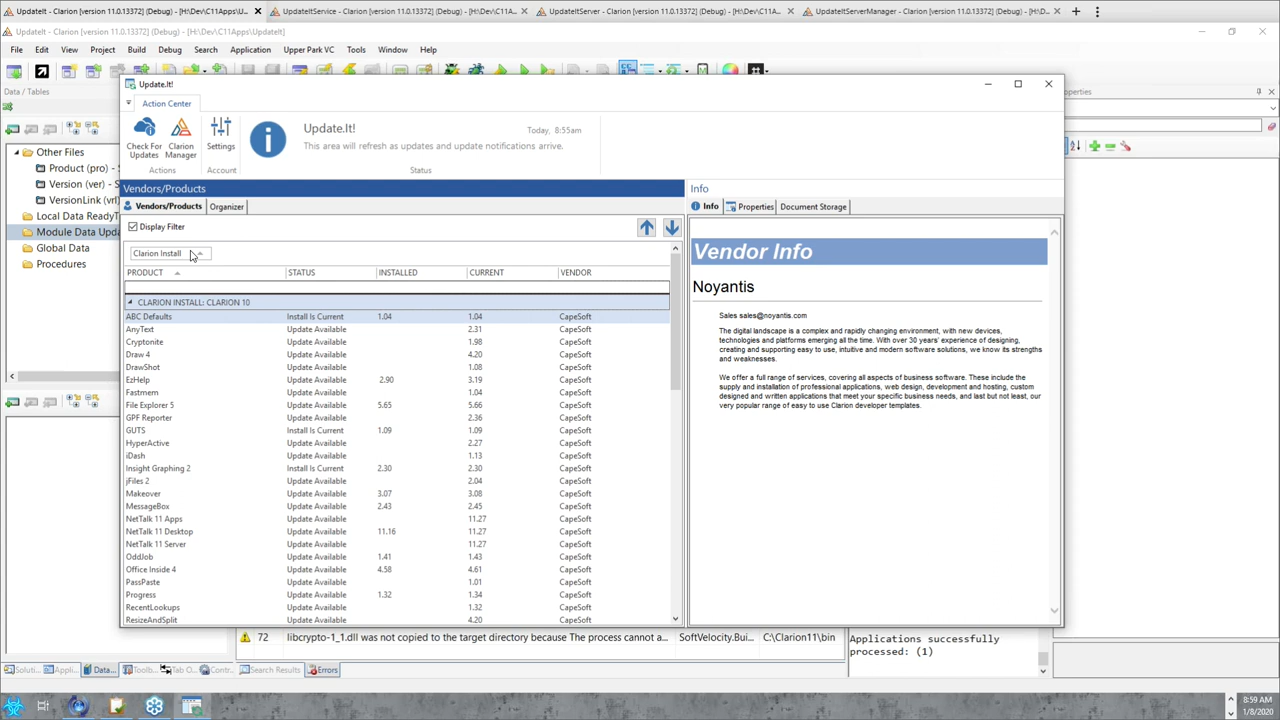 UpdateIt - Clarion [version 11.0.13372] (Debug) - [H:\Dev\C11Apps\UpdateIt]
UpdateItService - Clarion [version 11.0.13372] (Debug) - [H:\Dev\C11Apps\...
UpdateItServer - Clarion [version 11.0.13372] (Debug) - [H:\Dev\C11A...
UpdateItServerManager - Clarion [version 11.0.13372] (Debug) - [H:\D...
UpdateIt - Clarion [version 11.0.13372] (Debug) - [H:\Dev\C11Apps\UpdateIt]
File Edit View Project Build Debug Search Application Upper Park VC Tools Window Help
Data / Tables
Other Files
Product (pro) - S
Version (ver) - S
VersionLink (vrl)
Local Data ReadyT
Module Data Upda
Global Data
Procedures
Update.It!
Action Center
Check For Updates
Clarion Manager
Settings
Actions
Account
Update.It!
Today, 8:55am
This area will refresh as updates and update notifications arrive.
Status
Vendors/Products
Vendors/Products Organizer
Display Filter
Clarion Install
PRODUCT STATUS INSTALLED CURRENT VENDOR
CLARION INSTALL: CLARION 10
ABC Defaults Install Is Current 1.04 1.04 CapeSoft
AnyText Update Available 2.31 CapeSoft
Cryptonite Update Available 1.98 CapeSoft
Draw 4 Update Available 4.20 CapeSoft
DrawShot Update Available 1.08 CapeSoft
EzHelp Update Available 2.90 3.19 CapeSoft
Fastmem Update Available 1.04 CapeSoft
File Explorer 5 Update Available 5.65 5.66 CapeSoft
GPF Reporter Update Available 2.36 CapeSoft
GUTS Install Is Current 1.09 1.09 CapeSoft
HyperActive Update Available 2.27 CapeSoft
iDash Update Available 1.13 CapeSoft
Insight Graphing 2 Install Is Current 2.30 2.30 CapeSoft
jFiles 2 Update Available 2.04 CapeSoft
Makeover Update Available 3.07 3.08 CapeSoft
MessageBox Update Available 2.43 2.45 CapeSoft
NetTalk 11 Apps Update Available 11.27 CapeSoft
NetTalk 11 Desktop Update Available 11.16 11.27 CapeSoft
NetTalk 11 Server Update Available 11.27 CapeSoft
OddJob Update Available 1.41 1.43 CapeSoft
Office Inside 4 Update Available 4.58 4.61 CapeSoft
PassPaste Update Available 1.01 CapeSoft
Progress Update Available 1.32 1.34 CapeSoft
RecentLookups Update Available 1.32 CapeSoft
ResizeAndSplit Update Available 4.20 CapeSoft
Info
Info Properties Document Storage
Vendor Info
Noyantis
Sales sales@noyantis.com
The digital landscape is a complex and rapidly changing environment, with new devices,
technologies and platforms emerging all the time. With over 30 years' experience of designing,
creating and supporting easy to use, intuitive and modern software solutions, we know its strengths
and weaknesses.
We offer a full range of services, covering all aspects of business software. These include the
supply and installation of professional applications, web design, development and hosting, custom
designed and written applications that meet your specific business needs, and last but not least, our
very popular range of easy to use Clarion developer templates.
operties
72 libcrypto-1_1.dll was not copied to the target directory because The process cannot a... SoftVelocity.Bui... C:\Clarion11\bin
Applications successfully
processed: (1)
Soluti... Appli... Data... Toolb... Tab O... Contr...
Search Results Errors
8:59 AM
1/8/2020